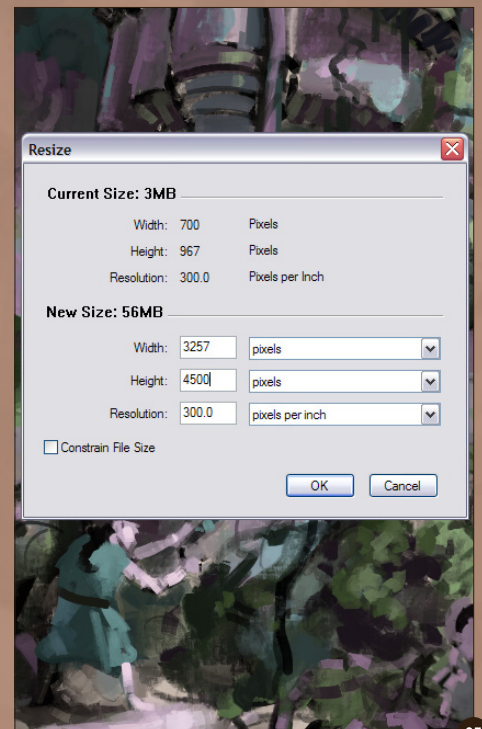 Resize
Current Size: 3MB
Width: 700 Pixels
Height: 967 Pixels
Resolution: 300.0 Pixels per Inch
New Size: 56MB
Width: 3257 pixels
Height: 4500 pixels
Resolution: 300.0 pixels per inch
Constrain File Size
OK Cancel